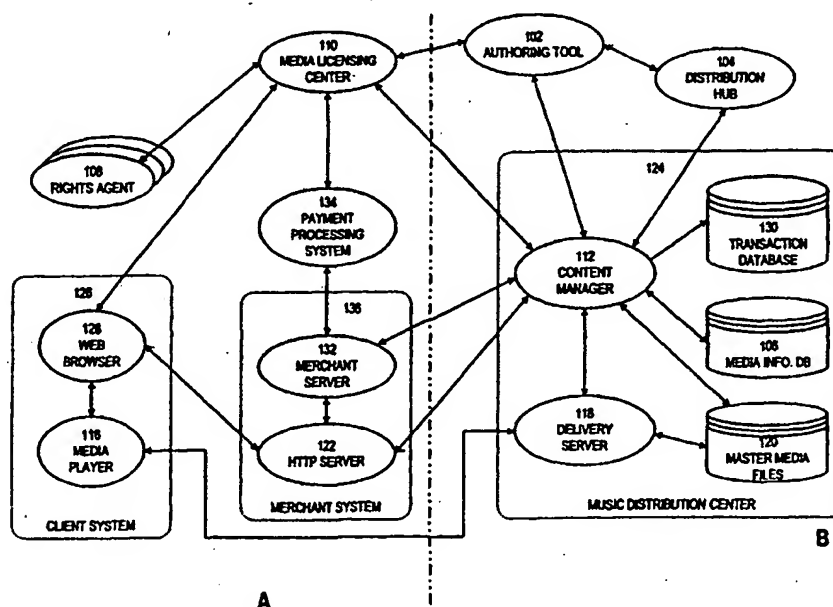 110
MEDIA LICENSING
CENTER
102
AUTHORING TOOL
104
DISTRIBUTION
HUB
108
RIGHTS AGENT
134
PAYMENT
PROCESSING
SYSTEM
124
130
TRANSACTION
DATABASE
112
CONTENT
MANAGER
126
128
WEB
BROWSER
136
132
MERCHANT
SERVER
106
MEDIA INFO. DB
116
MEDIA
PLAYER
122
HTTP SERVER
118
DELIVERY
SERVER
120
MASTER MEDIA
FILES
CLIENT SYSTEM
MERCHANT SYSTEM
MUSIC DISTRIBUTION CENTER
B
A